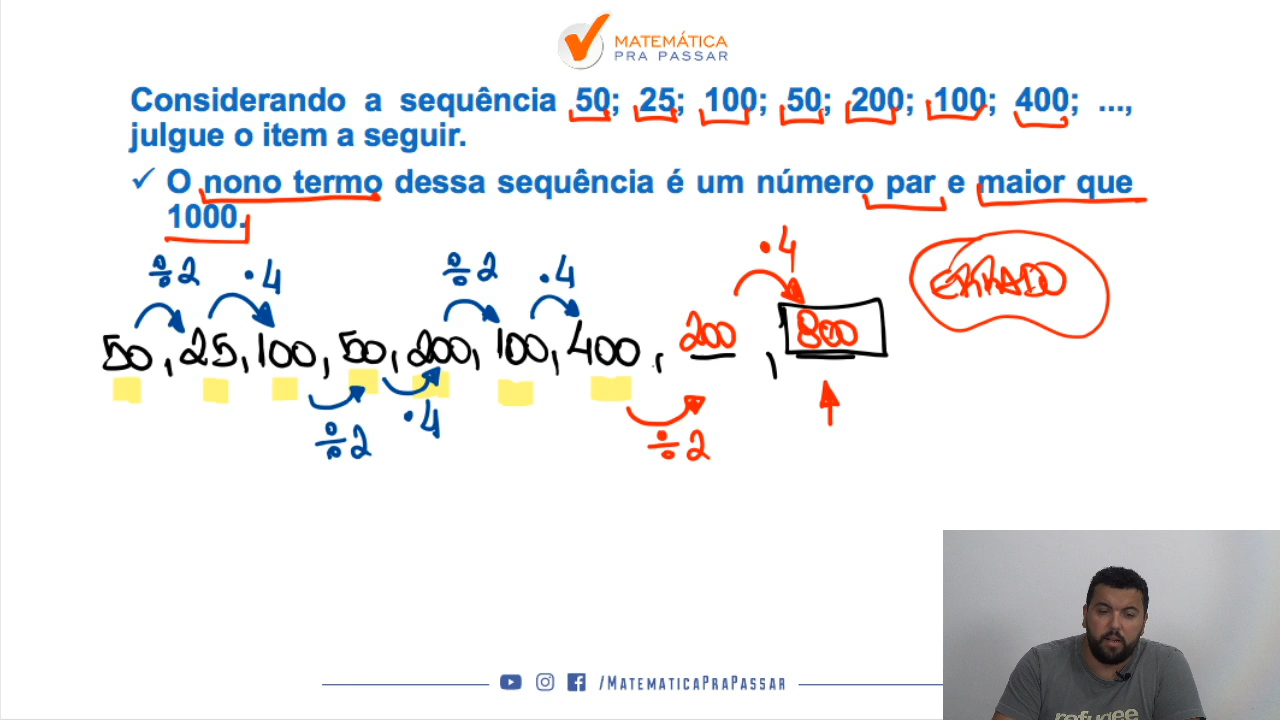 MATEMÁTICA
PRA PASSAR
Considerando a sequência 50; 25; 100; 50; 200; 100; 400; ...,
julgue o item a seguir.
✓ O nono termo dessa sequência é um número par e maior que
1000.
÷2 ·4 ÷2 ·4 ·4
ERRADO
50, 25, 100, 50, 200, 100, 400, 200, 800
÷2 ·4 ÷2
/MATEMATICAPRAPASSAR
refugee